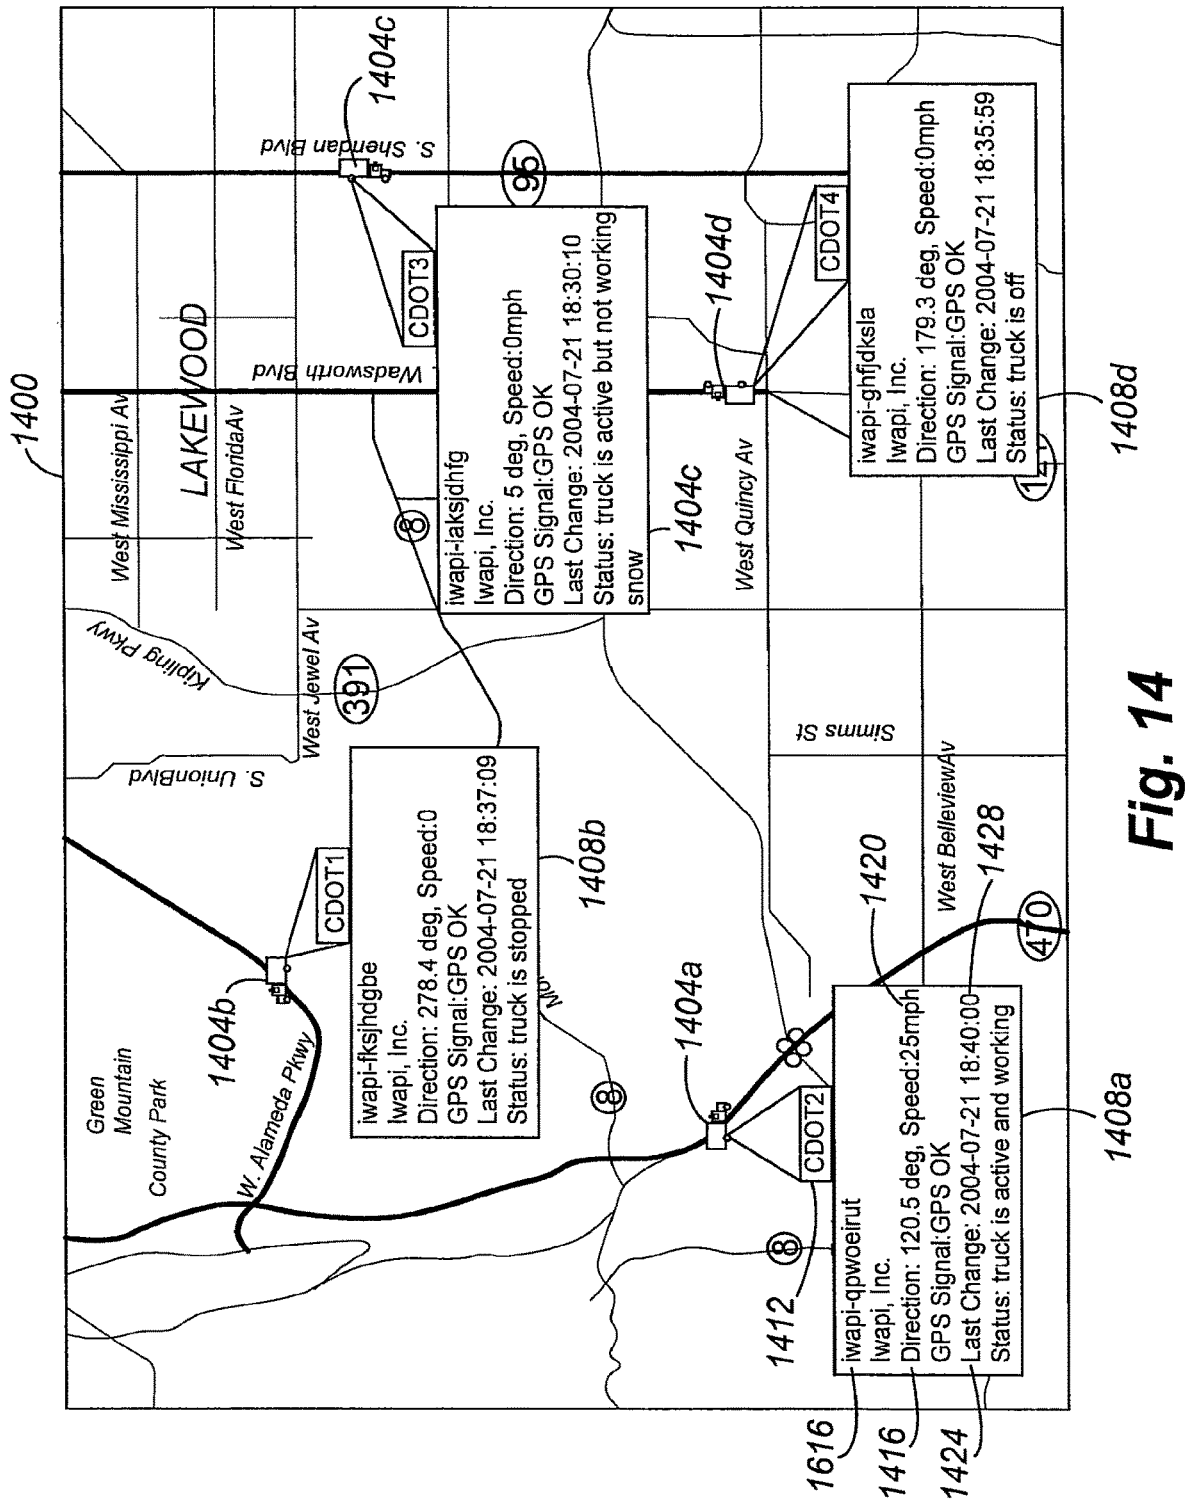 1400
Green
Mountain
County Park
W. Alameda Pkwy
1404b
CDOT1
iwapi-fksjhdgbe
Iwapi, Inc.
Direction: 278.4 deg, Speed:0
GPS Signal:GPS OK
Last Change: 2004-07-21 18:37:09
Status: truck is stopped
1408b
S. UnionBlvd
Kipling Pkwy
West Mississippi Av
LAKEWOOD
West FloridaAv
West Jewel Av
391
8
. Wadsworth Blvd
S. Sheridan Blvd
1404c
CDOT3
95
iwapi-laksjdhfg
Iwapi, Inc.
Direction: 5 deg, Speed:0mph
GPS Signal:GPS OK
Last Change: 2004-07-21 18:30:10
Status: truck is active but not working
snow
1404c
1404d
West Quincy Av
CDOT4
iwapi-ghfjdksla
Iwapi, Inc.
Direction: 179.3 deg, Speed:0mph
GPS Signal:GPS OK
Last Change: 2004-07-21 18:35:59
Status: truck is off
1408d
Simms St
West BelleviewAv
8
Mor
1404a
8
CDOT2
1412
iwapi-qpwoeirut
Iwapi, Inc.
Direction: 120.5 deg, Speed:25mph
GPS Signal:GPS OK
Last Change: 2004-07-21 18:40:00
Status: truck is active and working
1616
1416
1424
1420
1428
470
1408a
Fig. 14